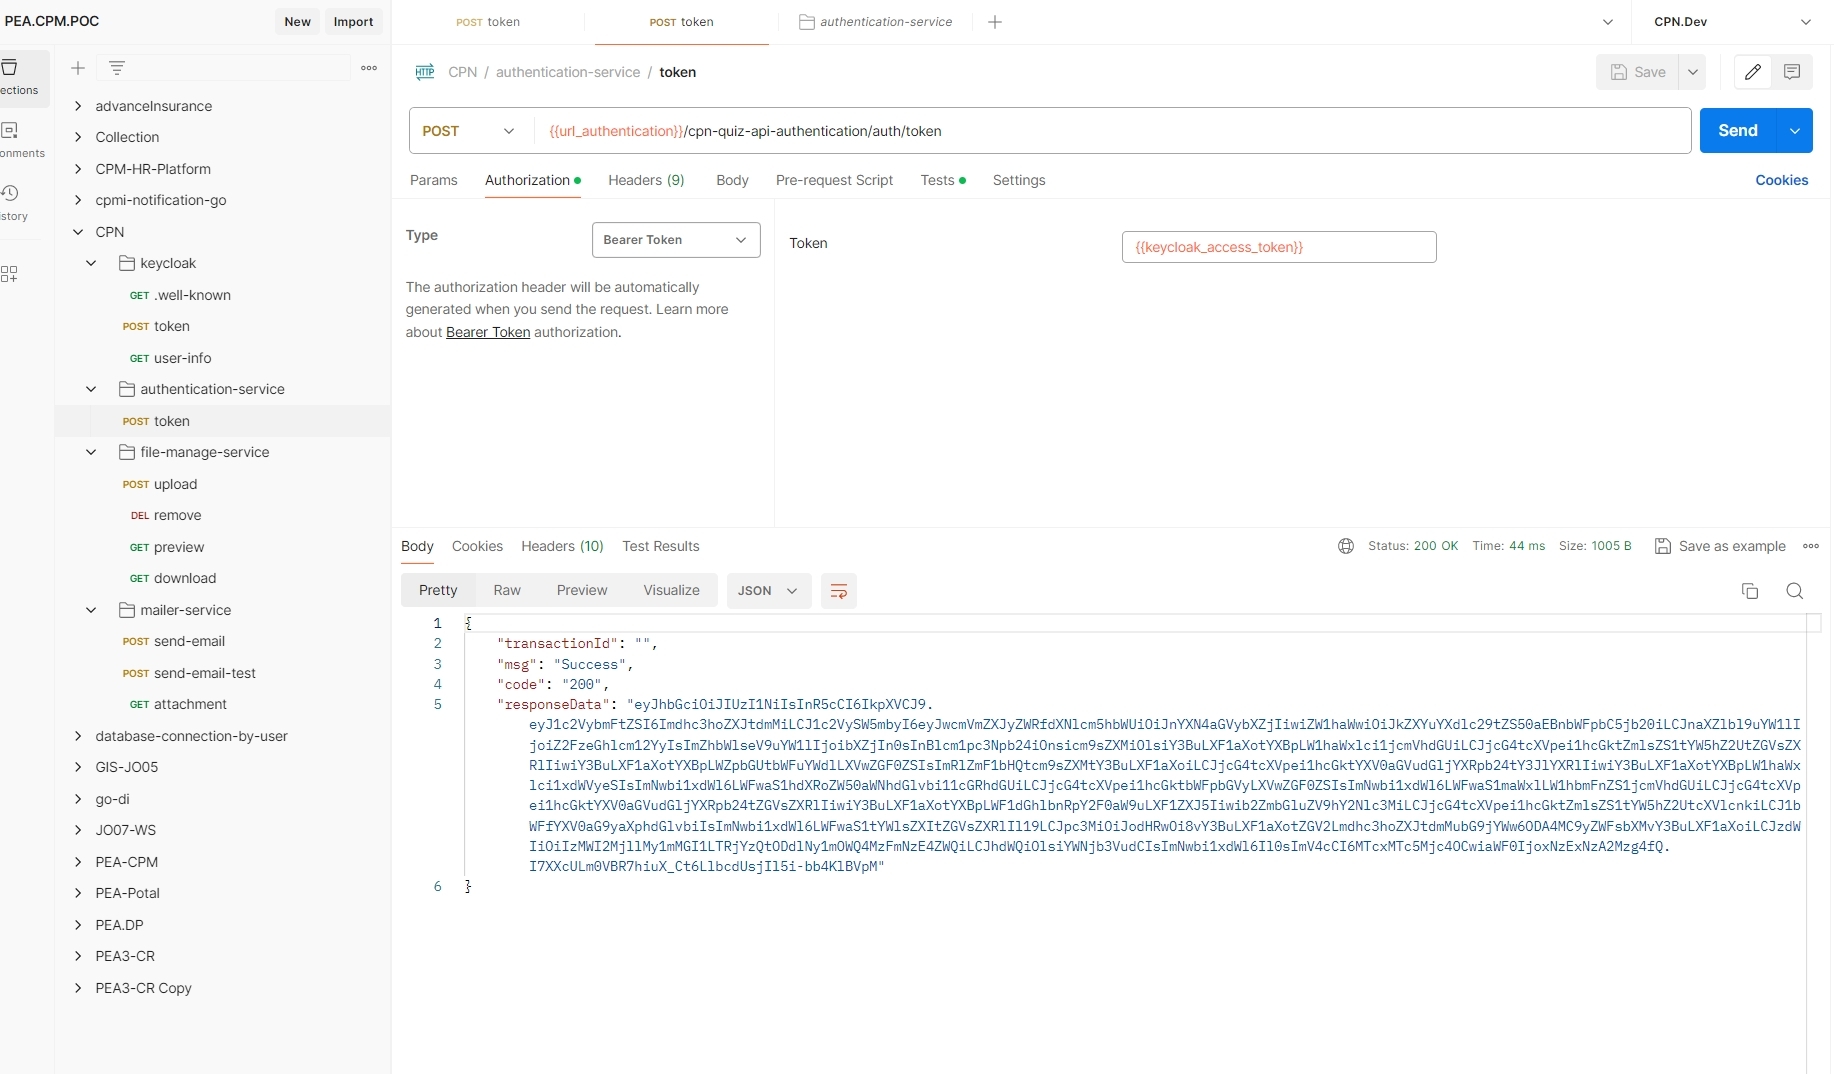 PEA.CPM.POC
New
Import
POST token
POST token
authentication-service
CPN.Dev
ections
onments
istory
advanceInsurance
Collection
CPM-HR-Platform
cpmi-notification-go
CPN
keycloak
GET .well-known
POST token
GET user-info
authentication-service
POST token
file-manage-service
POST upload
DEL remove
GET preview
GET download
mailer-service
POST send-email
POST send-email-test
GET attachment
database-connection-by-user
GIS-JO05
go-di
JO07-WS
PEA-CPM
PEA-Potal
PEA.DP
PEA3-CR
PEA3-CR Copy
HTTP CPN / authentication-service / token
Save
POST
{{url_authentication}}/cpn-quiz-api-authentication/auth/token
Send
Params Authorization Headers (9) Body Pre-request Script Tests Settings
Cookies
Type
Bearer Token
The authorization header will be automatically
generated when you send the request. Learn more
about Bearer Token authorization.
Token
{{keycloak_access_token}}
Body Cookies Headers (10) Test Results
Status: 200 OK Time: 44 ms Size: 1005 B
Save as example
Pretty Raw Preview Visualize
JSON
1 {
2 "transactionId": "",
3 "msg": "Success",
4 "code": "200",
5 "responseData": "eyJhbGciOiJIUzI1NiIsInR5cCI6IkpXVCJ9.
6 }